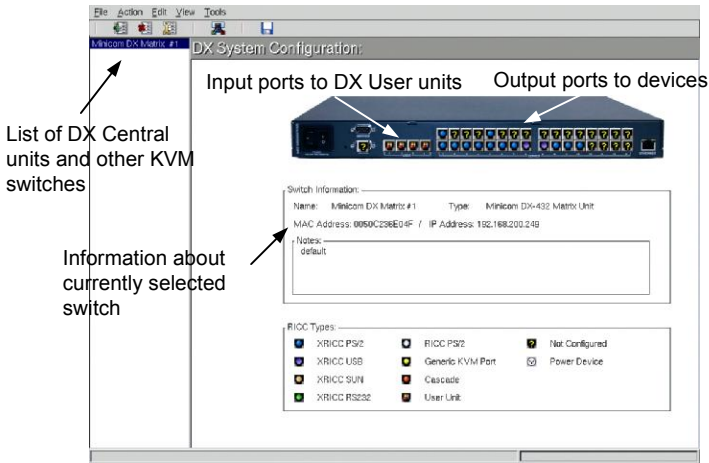 File Action Edit View Tools
Minicom DX Matrix #1
DX System Configuration:
Input ports to DX User units
Output ports to devices
List of DX Central
units and other KVM
switches
Switch Information:
Name: Minicom DX Matrix #1 Type: Minicom DX-432 Matrix Unit
MAC Address: 0050C236E04F / IP Address: 192.168.200.249
Notes:
default
Information about
currently selected
switch
RICC Types:
XRICC PS/2 RICC PS/2 Not Configured
XRICC USB Generic KVM Port Power Device
XRICC SUN Cascade
XRICC RS232 User Unit